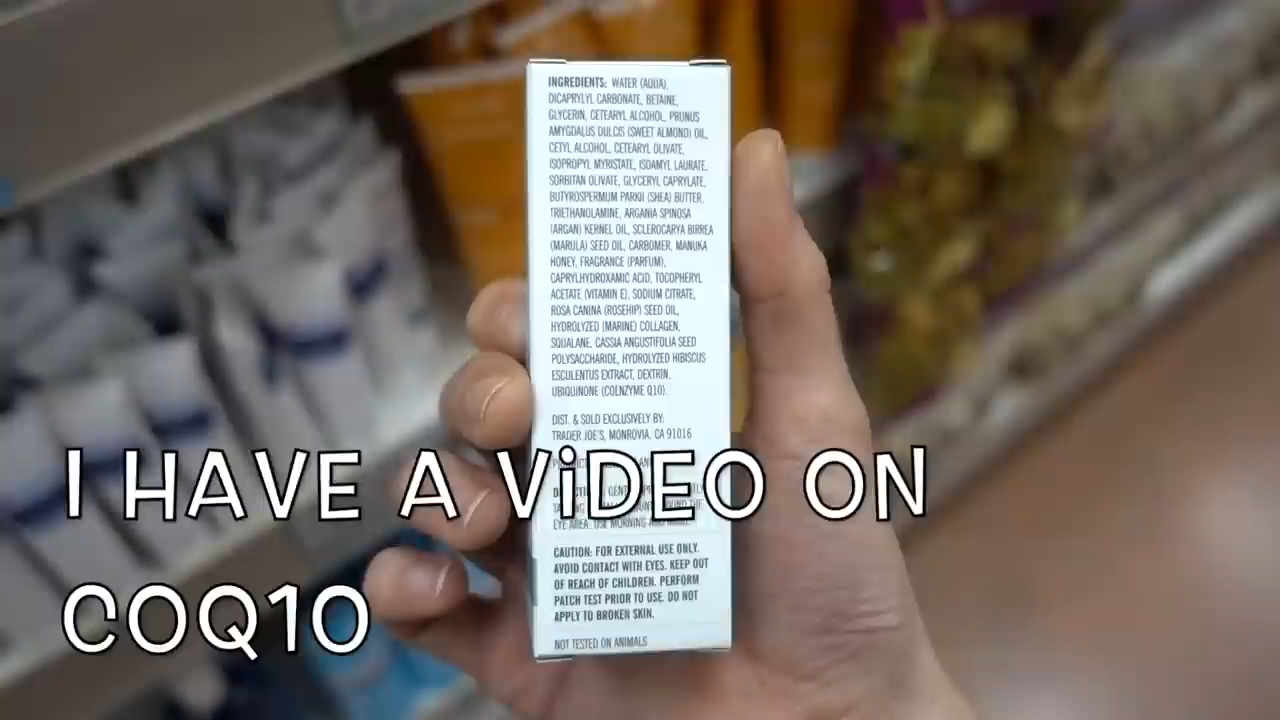 INGREDIENTS: WATER (AQUA),
DICAPRYLYL CARBONATE, BETAINE,
GLYCERIN, CETEARYL ALCOHOL, PRUNUS
AMYGDALUS DULCIS (SWEET ALMOND) OIL,
CETYL ALCOHOL, CETEARYL OLIVATE,
ISOPROPYL MYRISTATE, ISOAMYL LAURATE,
SORBITAN OLIVATE, GLYCERYL CAPRYLATE,
BUTYROSPERMUM PARKII (SHEA) BUTTER,
TRIETHANOLAMINE, ARGANIA SPINOSA
(ARGAN) KERNEL OIL, SCLEROCARYA BIRREA
(MARULA) SEED OIL, CARBOMER, MANUKA
HONEY, FRAGRANCE (PARFUM),
CAPRYLHYDROXAMIC ACID, TOCOPHERYL
ACETATE (VITAMIN E), SODIUM CITRATE,
ROSA CANINA (ROSEHIP) SEED OIL,
HYDROLYZED (MARINE) COLLAGEN,
SQUALANE, CASSIA ANGUSTIFOLIA SEED
POLYSACCHARIDE, HYDROLYZED HIBISCUS
ESCULENTUS EXTRACT, DEXTRIN,
UBIQUINONE (COENZYME Q10).
DIST. & SOLD EXCLUSIVELY BY:
TRADER JOE'S, MONROVIA, CA 91016
I HAVE A ViDEO ON
EYE AREA. USE MORNING AND
COQ10
CAUTION: FOR EXTERNAL USE ONLY.
AVOID CONTACT WITH EYES. KEEP OUT
OF REACH OF CHILDREN. PERFORM
PATCH TEST PRIOR TO USE. DO NOT
APPLY TO BROKEN SKIN.
NOT TESTED ON ANIMALS